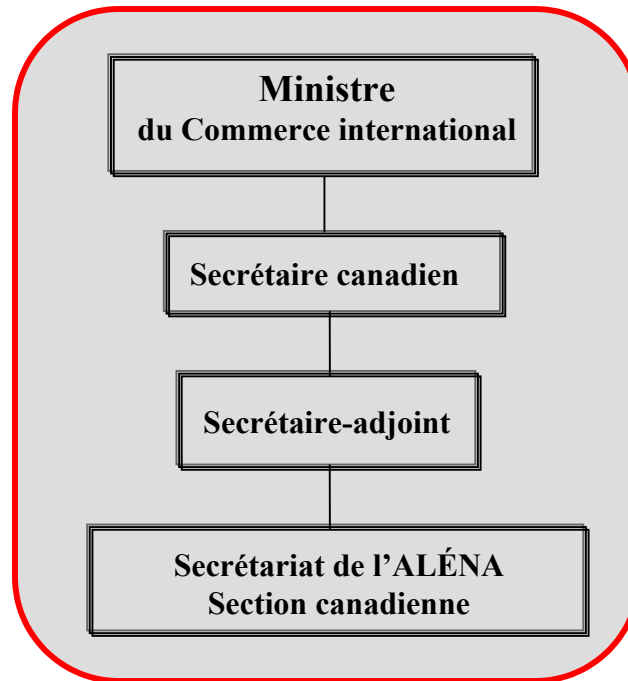 Ministre
du Commerce international
Secrétaire canadien
Secrétaire-adjoint
Secrétariat de l’ALÉNA
Section canadienne